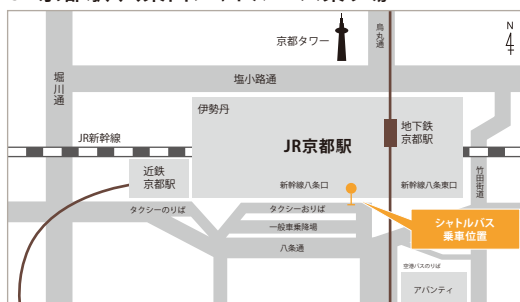 京都タワー
烏丸通
N
堀川通
塩小路通
伊勢丹
JR新幹線
JR京都駅
地下鉄
京都駅
近鉄
京都駅
新幹線八条口
新幹線八条東口
竹田街道
タクシーのりば
タクシーおりば
シャトルバス
乗車位置
一般車乗降場
八条通
空港バスのりば
アバンティ